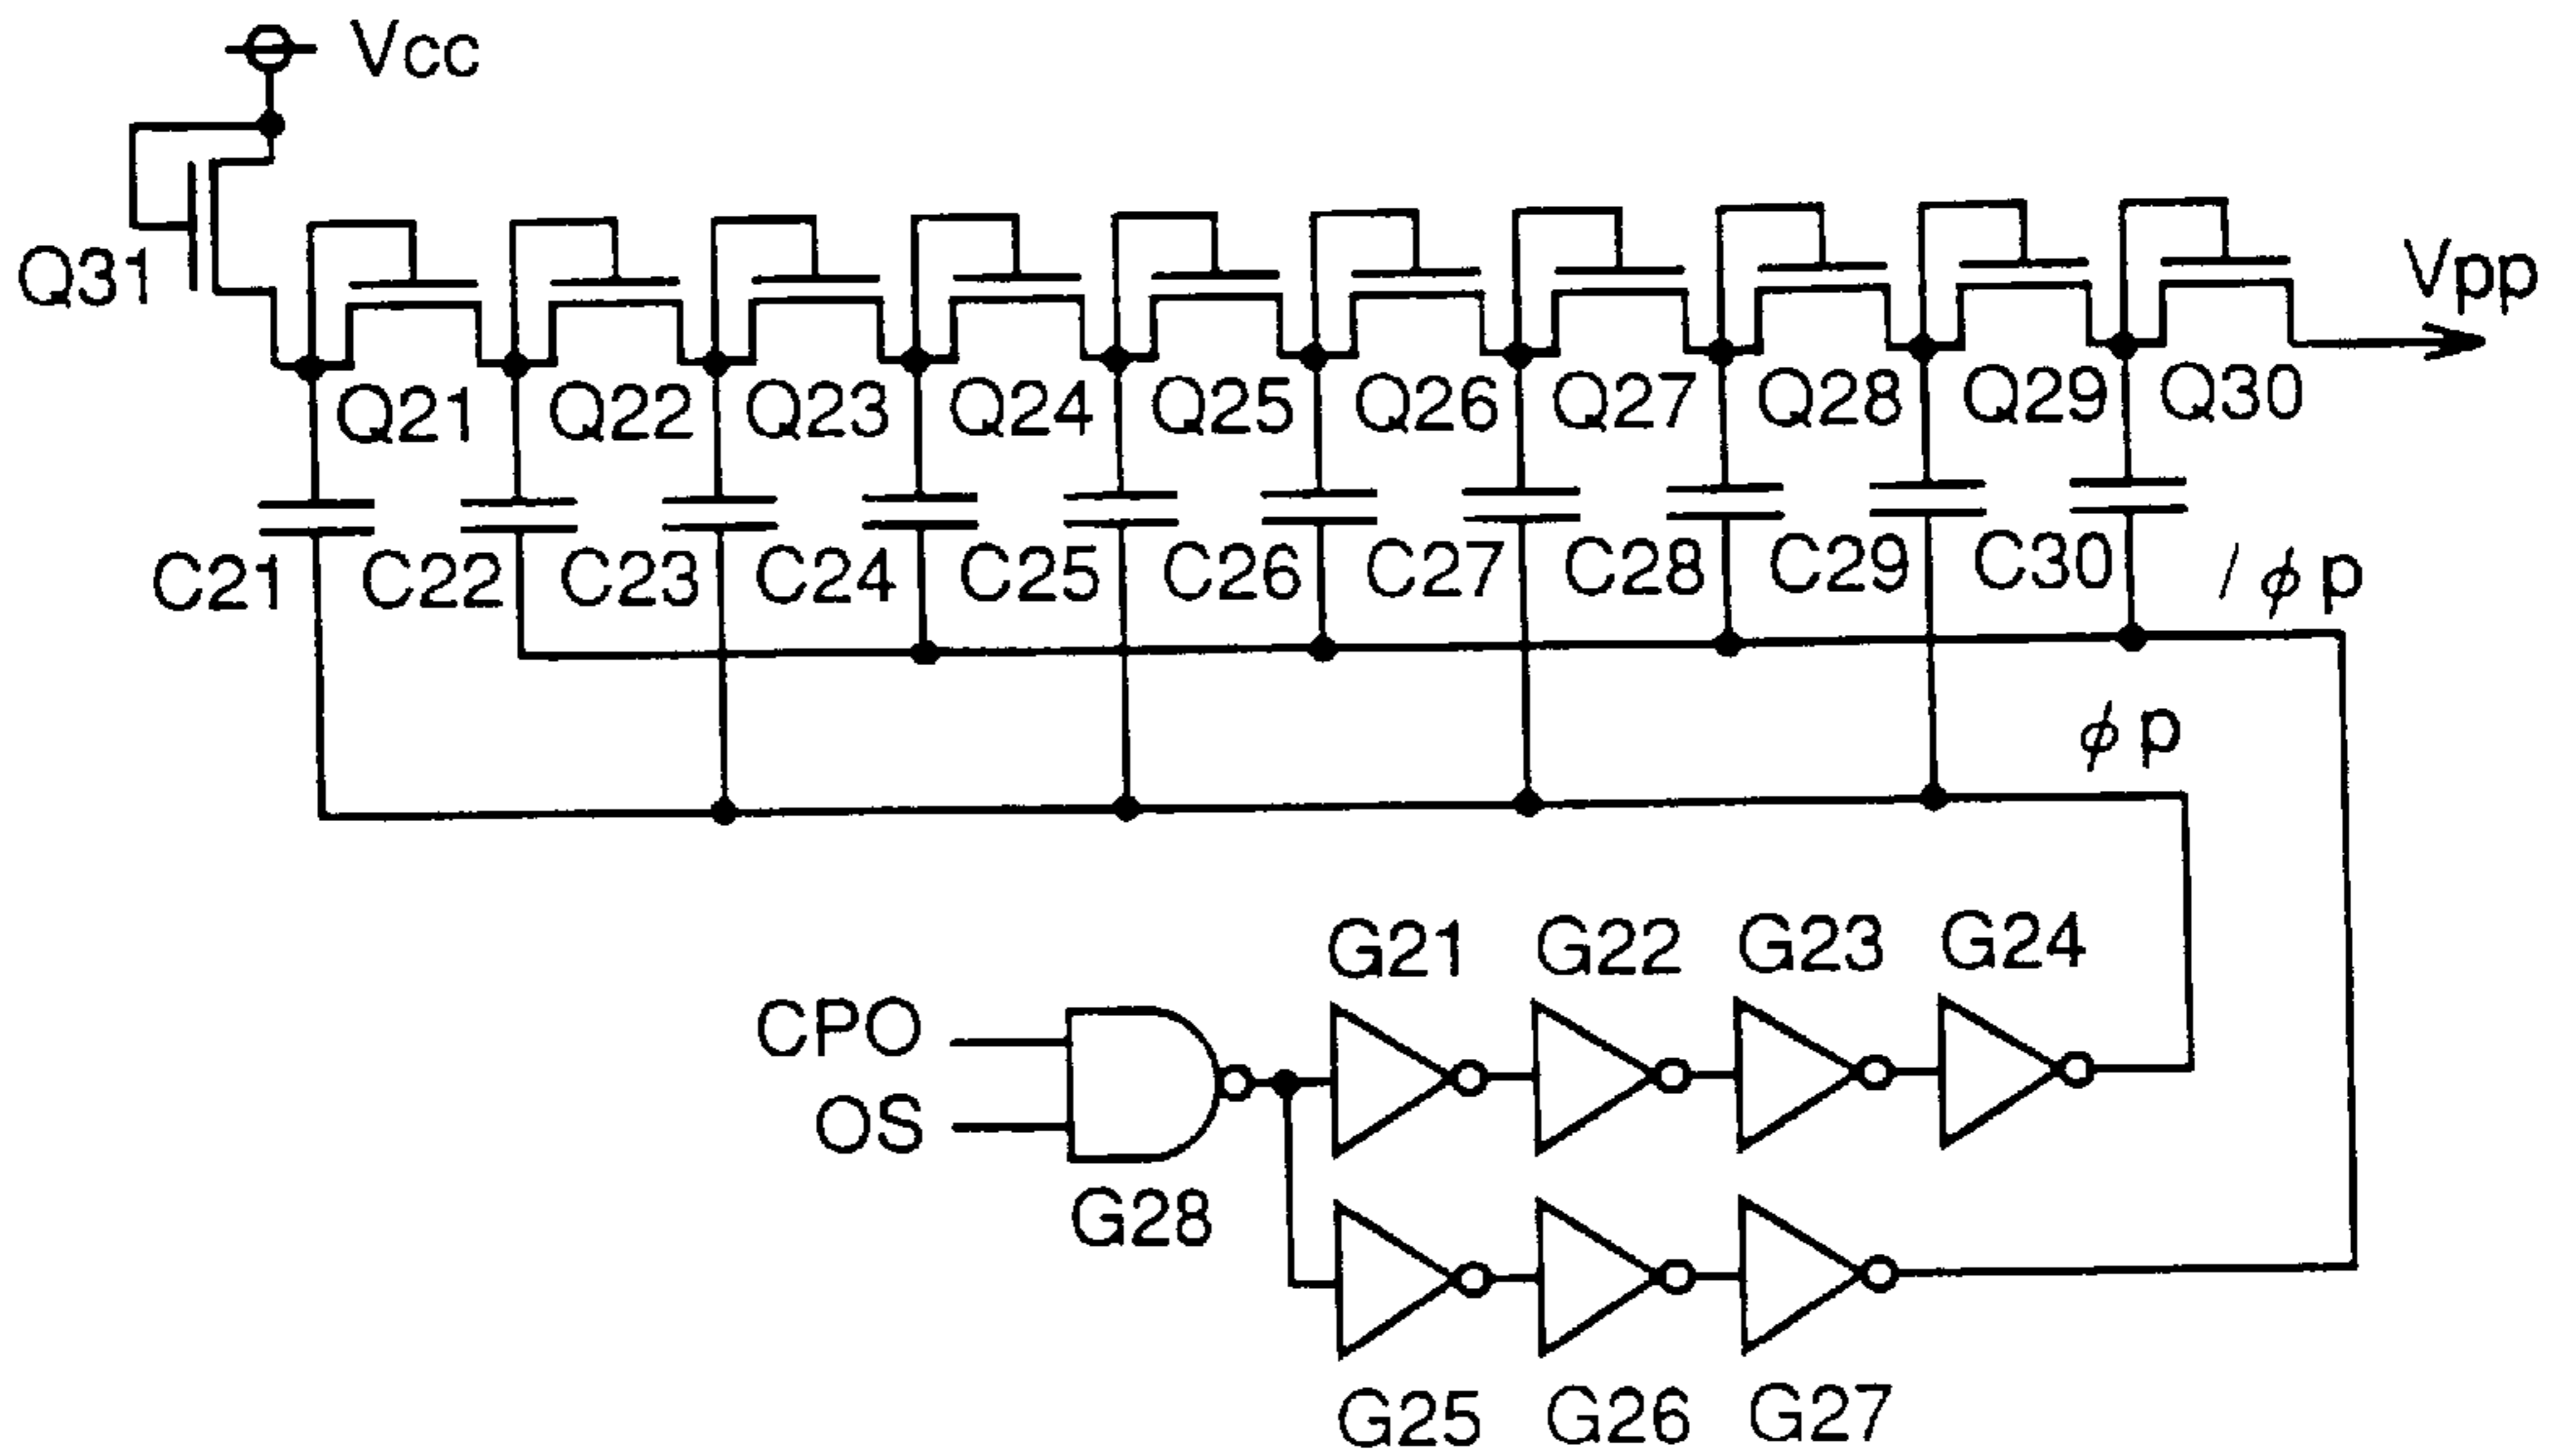 Vcc
Q31
Vpp
Q21 Q22 Q23 Q24 Q25 Q26 Q27 Q28 Q29 Q30
C21 C22 C23 C24 C25 C26 C27 C28 C29 C30
/ϕp
ϕp
G21 G22 G23 G24
CPO
OS
G28
G25 G26 G27